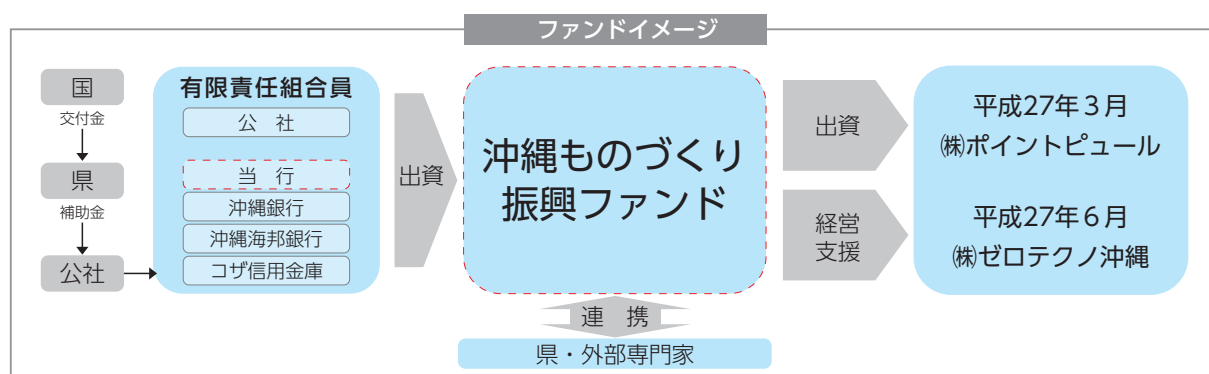 ファンドイメージ
国
交付金
県
補助金
公社
有限責任組合員
公 社
当 行
沖縄銀行
沖縄海邦銀行
コザ信用金庫
出資
沖縄ものづくり
振興ファンド
連 携
県・外部専門家
出資
経営
支援
平成27年3月
㈱ポイントピュール
平成27年6月
㈱ゼロテクノ沖縄